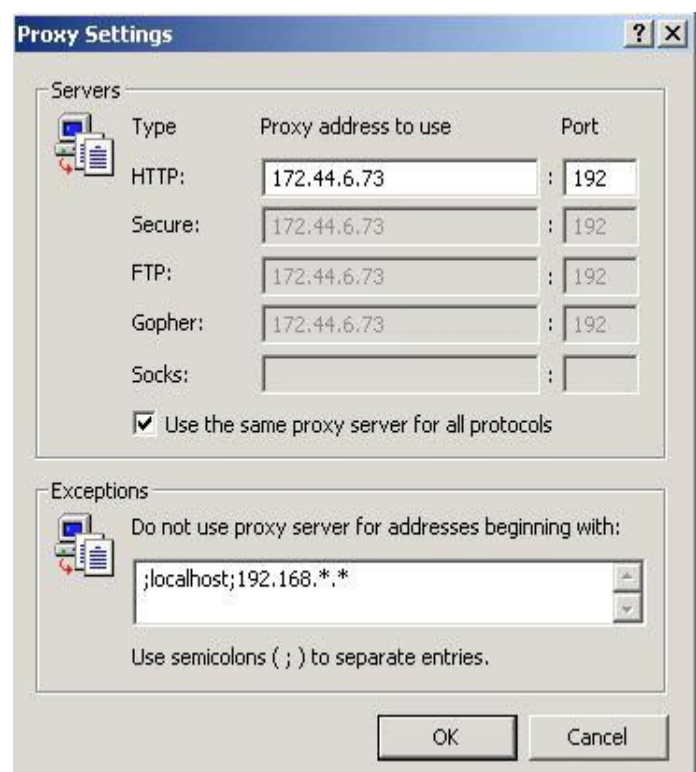 Proxy Settings
Servers
Type Proxy address to use Port
HTTP: 172.44.6.73 : 192
Secure: 172.44.6.73 : 192
FTP: 172.44.6.73 : 192
Gopher: 172.44.6.73 : 192
Socks: :
Use the same proxy server for all protocols
Exceptions
Do not use proxy server for addresses beginning with:
;localhost;192.168.*.*
Use semicolons ( ; ) to separate entries.
OK Cancel